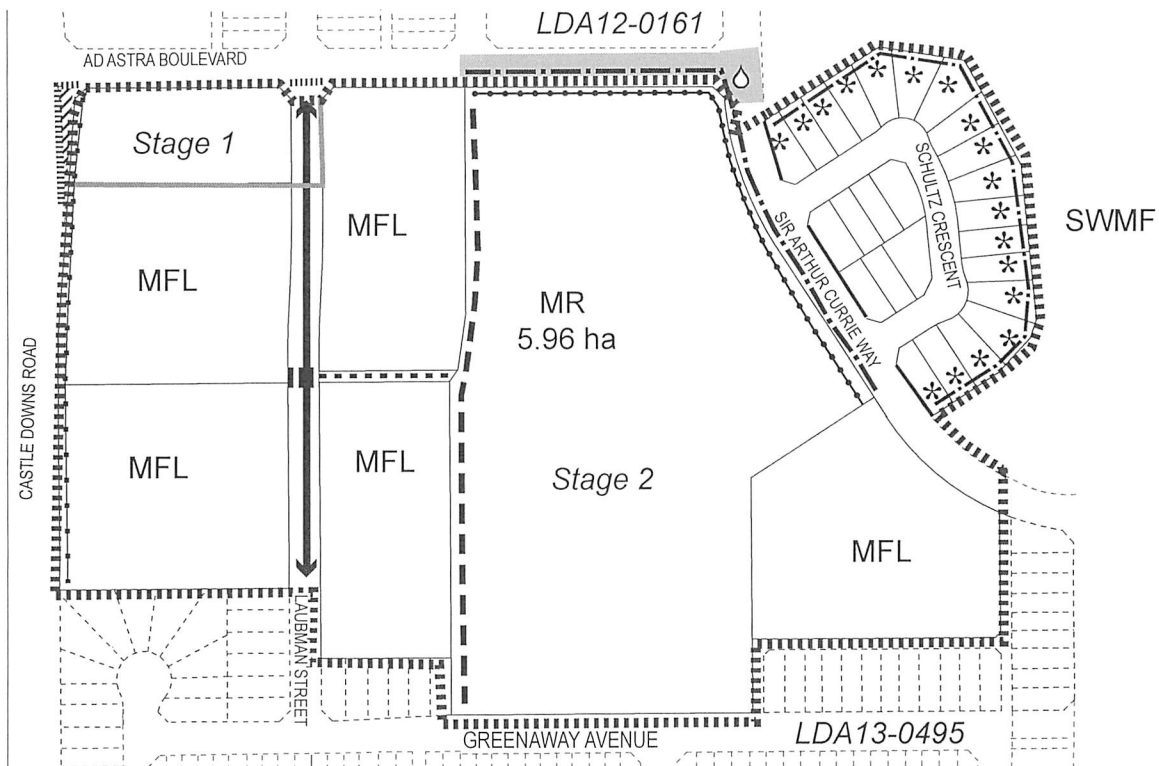 LDA12-0161
AD ASTRA BOULEVARD
Stage 1
SCHULTZ CRESCENT
MFL
SWMF
MFL
SIR ARTHUR CURRIE WAY
MR
5.96 ha
CASTLE DOWNS ROAD
MFL
MFL
Stage 2
MFL
LAUBMAN STREET
GREENAWAY AVENUE
LDA13-0495